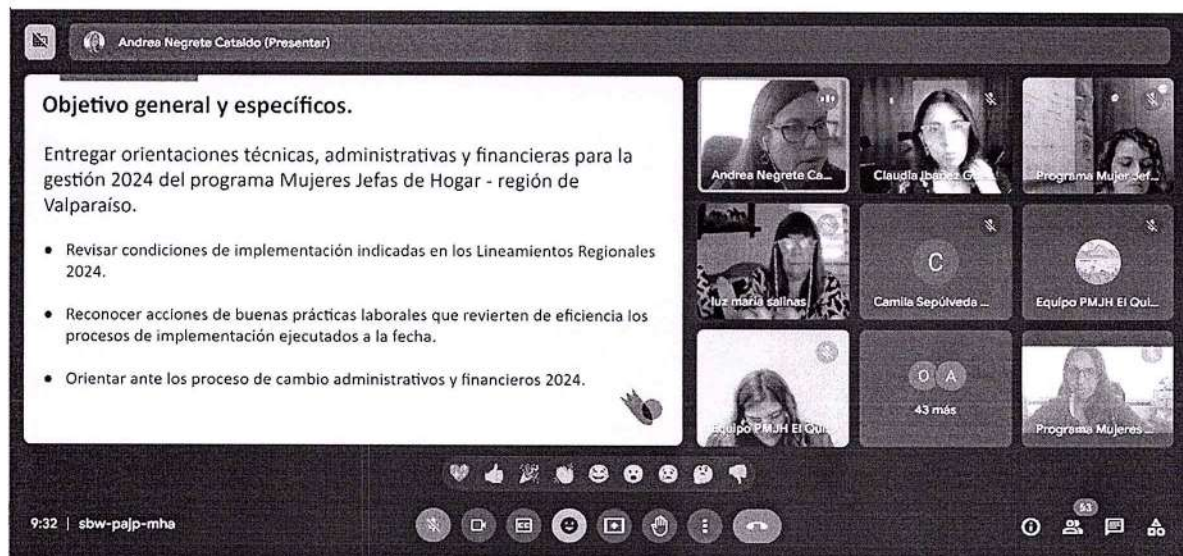 Andrea Negrete Cataldo (Presenter)
Objetivo general y específicos.
Entregar orientaciones técnicas, administrativas y financieras para la
gestión 2024 del programa Mujeres Jefas de Hogar - región de
Valparaíso.
• Revisar condiciones de implementación indicadas en los Lineamientos Regionales
2024.
• Reconocer acciones de buenas prácticas laborales que revierten de eficiencia los
procesos de implementación ejecutados a la fecha.
• Orientar ante los proceso de cambio administrativos y financieros 2024.
Andrea Negrete Ca...
Claudia Ibañez
Programa Mujer Jef...
luz maría salinas
C
Camila Sepúlveda ...
Equipo PMJH El Qui...
Equipo PMJH El Qui...
O A
43 más
Programa Mujeres ...
9:32 | sbw-pajp-mha
CC
53